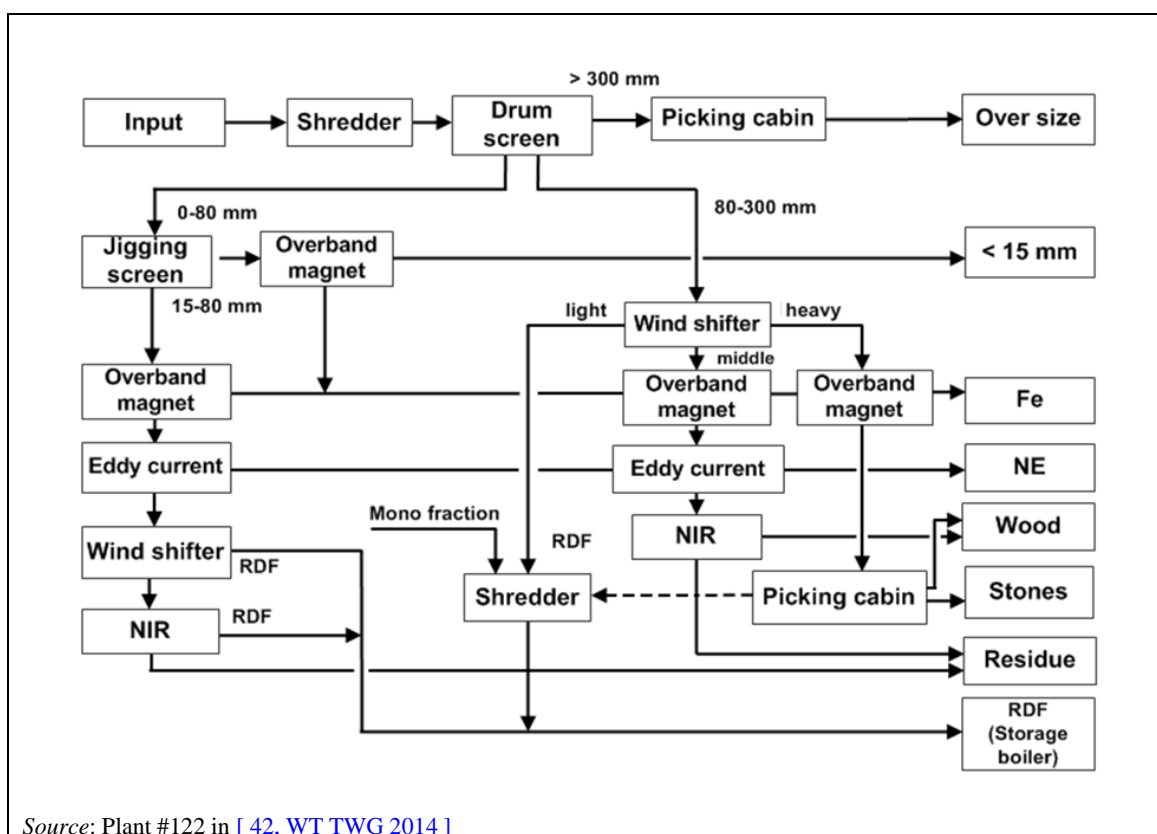 > 300 mm
Input
Shredder
Drum
screen
Picking cabin
Over size
0-80 mm
80-300 mm
Jigging
screen
Overband
magnet
< 15 mm
15-80 mm
light
Wind shifter
heavy
middle
Overband
magnet
Overband
magnet
Overband
magnet
Fe
Eddy current
Eddy current
NE
Mono fraction
Wood
Wind shifter
RDF
RDF
NIR
Shredder
Picking cabin
Stones
NIR
RDF
Residue
RDF
(Storage
boiler)
Source: Plant #122 in [ 42, WT TWG 2014 ]